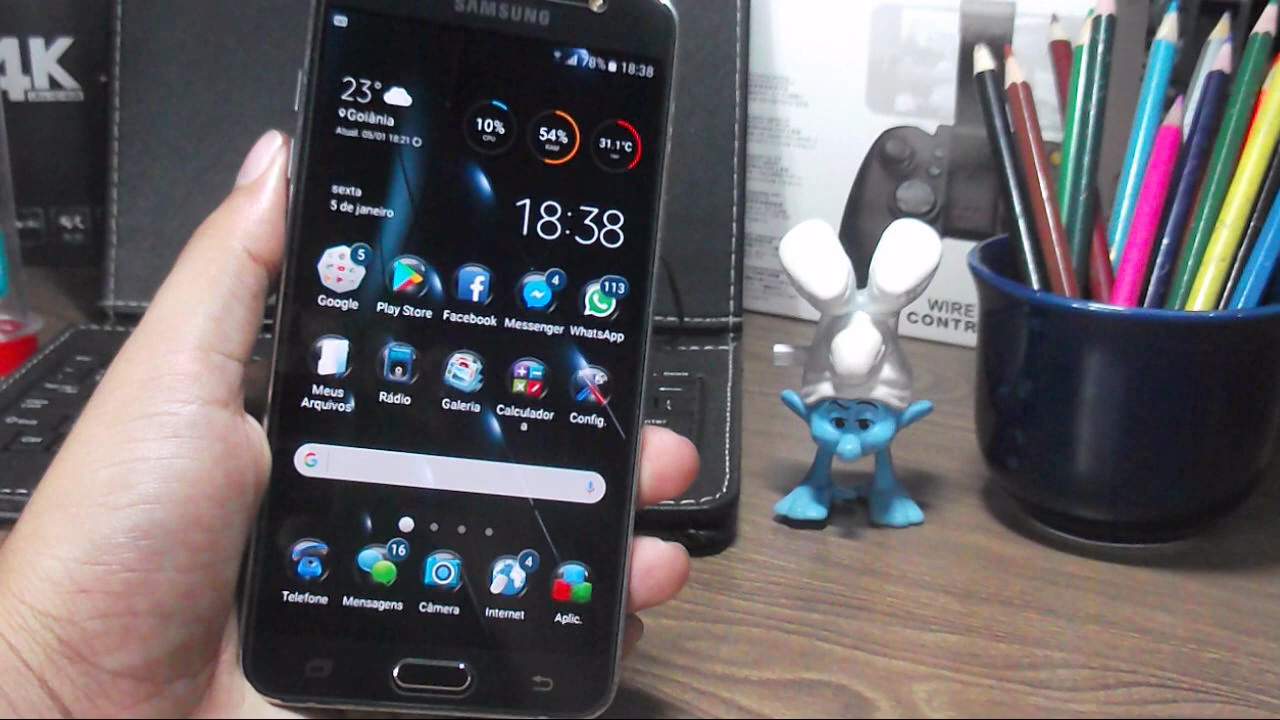 SAMSUNG
4K
78% 18:38
23°
Goiânia
Atual. 05/01 18:21
10%
CPU
54%
RAM
31.1°C
sexta
5 de janeiro
18:38
5
4
113
Google
Play Store
Facebook
Messenger
WhatsApp
Meus
Arquivos
Rádio
Galeria
Calculador
a
Config.
G
16
4
Telefone
Mensagens
Câmera
Internet
Aplic.
WIRE
CONTR